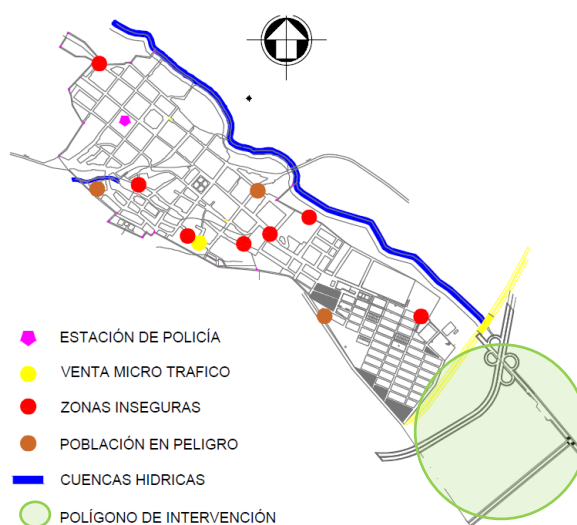 ESTACIÓN DE POLICÍA
VENTA MICRO TRAFICO
ZONAS INSEGURAS
POBLACIÓN EN PELIGRO
CUENCAS HIDRICAS
POLÍGONO DE INTERVENCIÓN